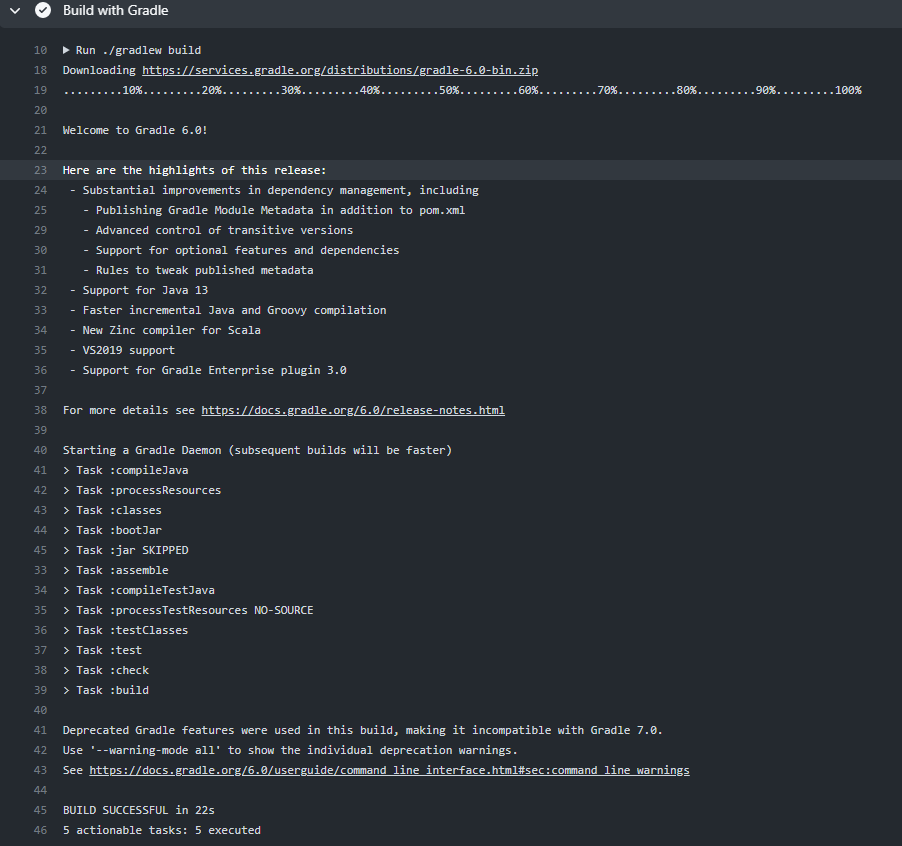 Build with Gradle
10 ▶ Run ./gradlew build
18 Downloading https://services.gradle.org/distributions/gradle-6.0-bin.zip
19 .........10%.........20%.........30%.........40%.........50%.........60%.........70%.........80%.........90%.........100%
20
21 Welcome to Gradle 6.0!
22
23 Here are the highlights of this release:
24 - Substantial improvements in dependency management, including
25 - Publishing Gradle Module Metadata in addition to pom.xml
29 - Advanced control of transitive versions
30 - Support for optional features and dependencies
31 - Rules to tweak published metadata
32 - Support for Java 13
33 - Faster incremental Java and Groovy compilation
34 - New Zinc compiler for Scala
35 - VS2019 support
36 - Support for Gradle Enterprise plugin 3.0
37
38 For more details see https://docs.gradle.org/6.0/release-notes.html
39
40 Starting a Gradle Daemon (subsequent builds will be faster)
41 > Task :compileJava
42 > Task :processResources
43 > Task :classes
44 > Task :bootJar
45 > Task :jar SKIPPED
33 > Task :assemble
34 > Task :compileTestJava
35 > Task :processTestResources NO-SOURCE
36 > Task :testClasses
37 > Task :test
38 > Task :check
39 > Task :build
40
41 Deprecated Gradle features were used in this build, making it incompatible with Gradle 7.0.
42 Use '--warning-mode all' to show the individual deprecation warnings.
43 See https://docs.gradle.org/6.0/userguide/command_line_interface.html#sec:command_line_warnings
44
45 BUILD SUCCESSFUL in 22s
46 5 actionable tasks: 5 executed